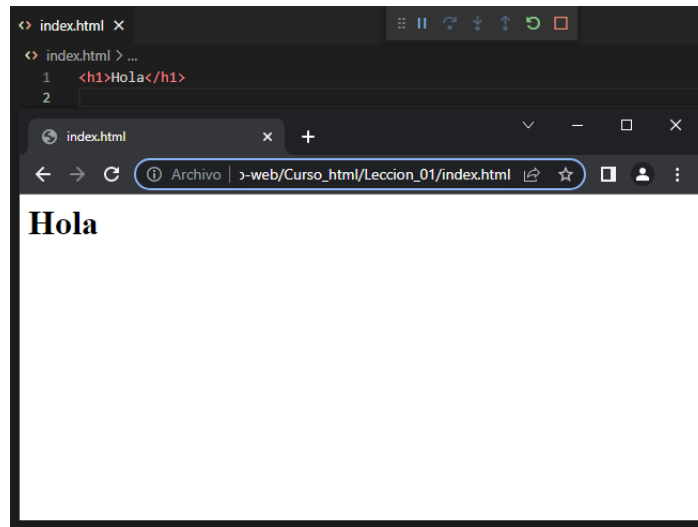 index.html
index.html > ...
1 <h1>Hola</h1>
2
index.html
Archivo | o-web/Curso_html/Leccion_01/index.html
Hola